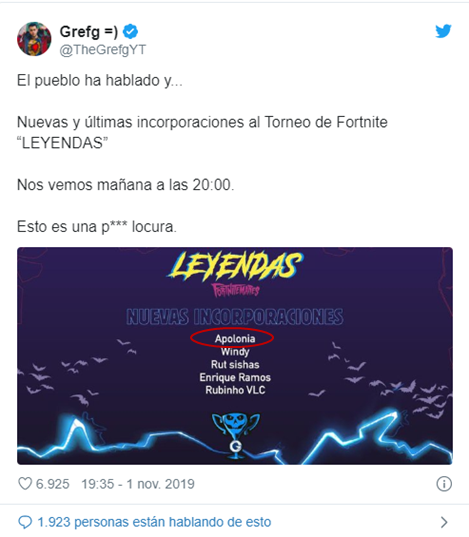 Grefg =)
@TheGrefgYT
El pueblo ha hablado y...
Nuevas y últimas incorporaciones al Torneo de Fortnite
“LEYENDAS”
Nos vemos mañana a las 20:00.
Esto es una p*** locura.
LEYENDAS
FORTNITEMARES
NUEVAS INCORPORACIONES
Apolonia
Windy
Rut sishas
Enrique Ramos
Rubinho VLC
G
6.925 19:35 - 1 nov. 2019
1.923 personas están hablando de esto